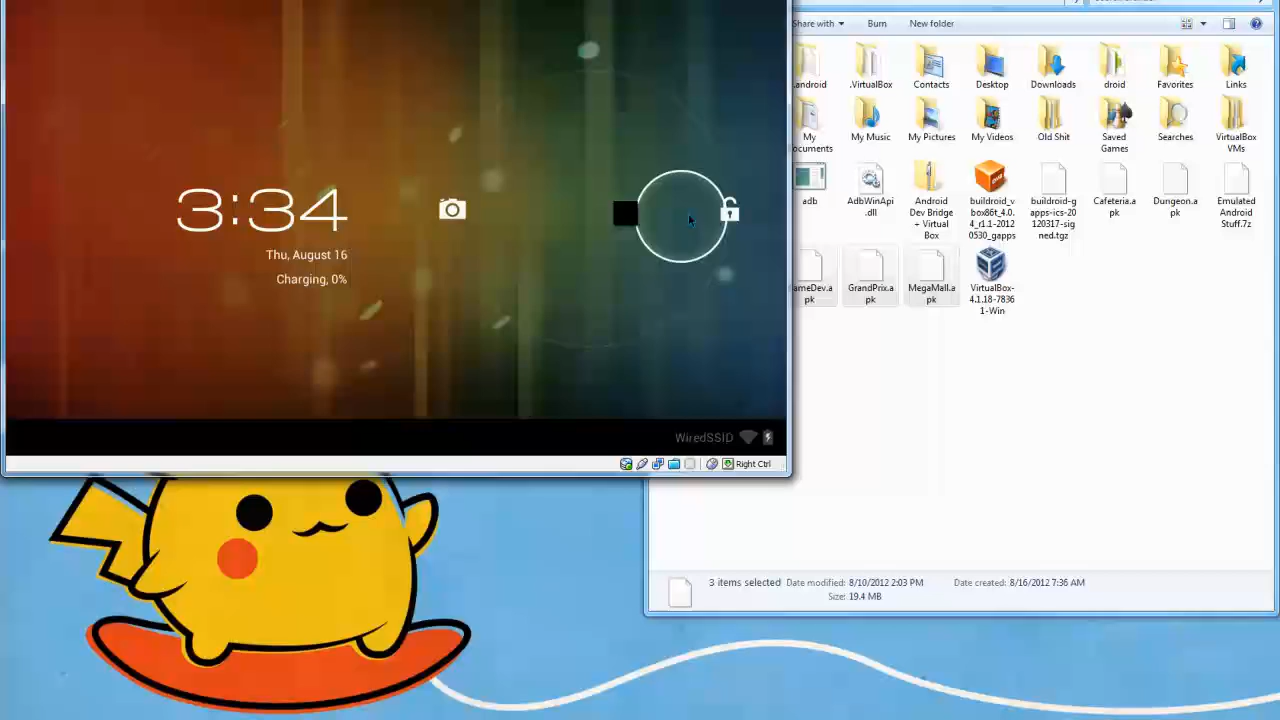 3:34
Thu, August 16
Charging, 0%
WiredSSID
Right Ctrl
Share with
Burn
New folder
.android
.VirtualBox
Contacts
Desktop
Downloads
droid
Favorites
Links
My
Documents
My Music
My Pictures
My Videos
Old Shit
Saved
Games
Searches
VirtualBox
VMs
adb
AdbWinApi
.dll
Android
Dev Bridge
+ Virtual
Box
buildroid_v
box86t_4.0.
4_r1.1-2012
0530_gapps
buildroid-g
apps-ics-20
120317-sig
ned.tgz
Cafeteria.a
pk
Dungeon.a
pk
Emulated
Android
Stuff.7z
ameDev.a
pk
GrandPrix.a
pk
MegaMall.a
pk
VirtualBox-
4.1.18-7836
1-Win
3 items selected
Date modified: 8/10/2012 2:03 PM
Date created: 8/16/2012 7:36 AM
Size: 19.4 MB